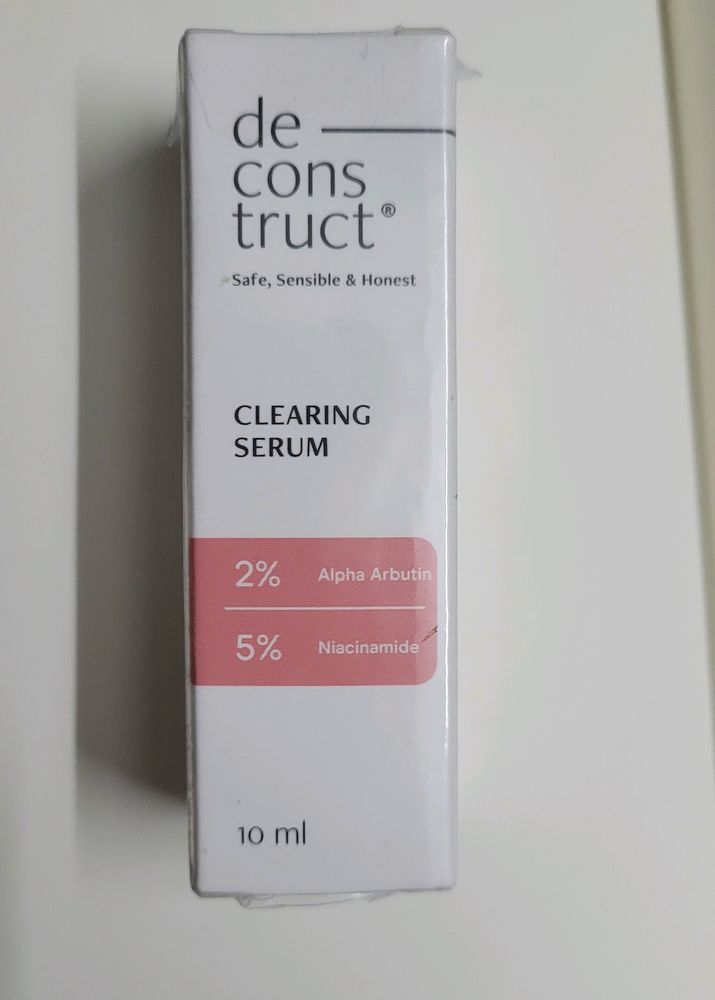 de
cons
truct®
Safe, Sensible & Honest
CLEARING
SERUM
2% Alpha Arbutin
5% Niacinamide
10 ml